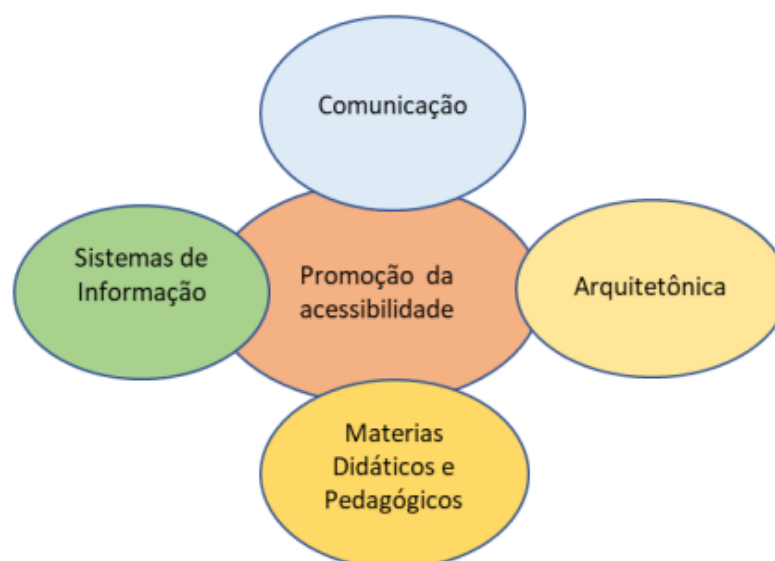 Comunicação
Sistemas de
Informação
Promoção da
acessibilidade
Arquitetônica
Materias
Didáticos e
Pedagógicos